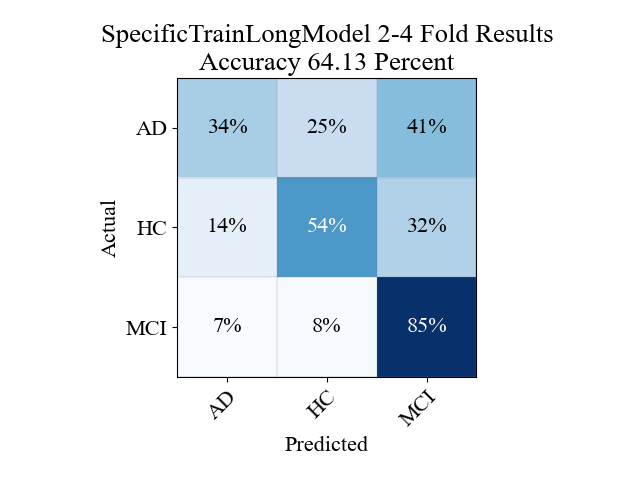 SpecificTrainLongModel 2-4 Fold Results
Accuracy 64.13 Percent
AD 34% 25% 41%
Actual
HC 14% 54% 32%
MCI 7% 8% 85%
AD HC MCI
Predicted